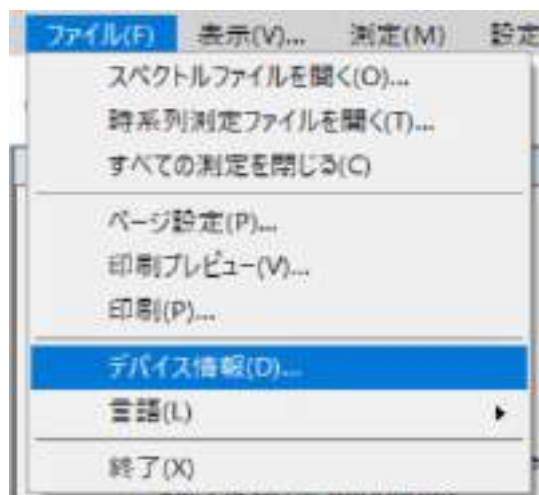 ファイル(F) 表示(V)... 測定(M) 設定
スペクトルファイルを開く(O)...
時系列測定ファイルを開く(T)...
すべての測定を閉じる(C)
ページ設定(P)...
印刷プレビュー(V)...
印刷(P)...
デバイス情報(D)...
言語(L)
終了(X)